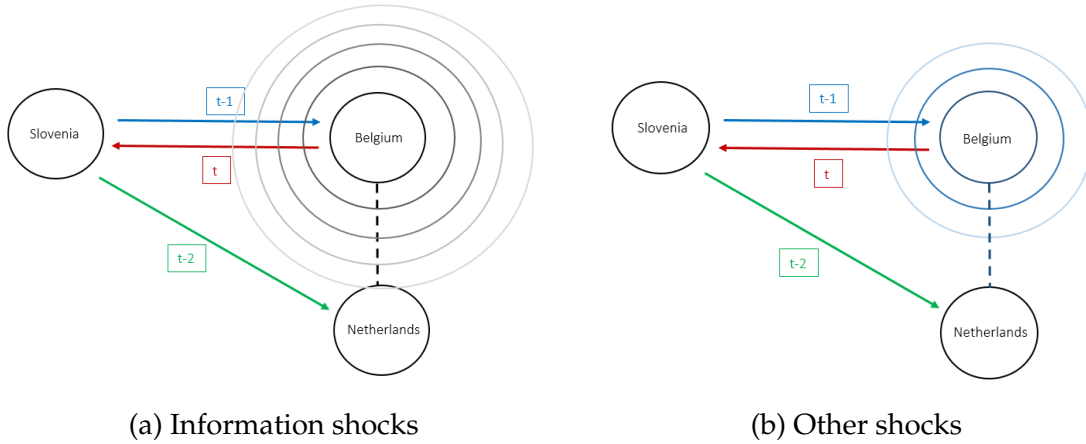 t-1
Slovenia
Belgium
t
t-2
Netherlands
(a) Information shocks
t-1
Slovenia
Belgium
t
t-2
Netherlands
(b) Other shocks